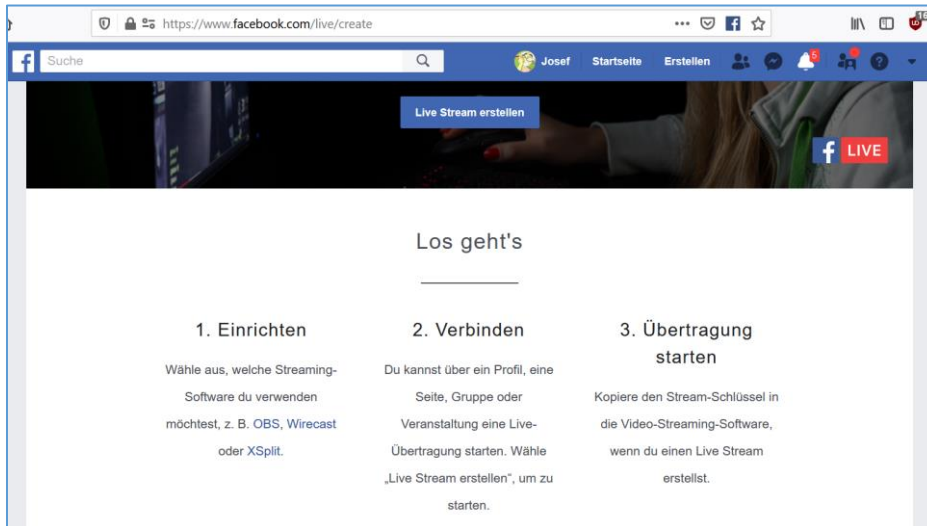 https://www.facebook.com/live/create
f
Suche
Josef
Startseite
Erstellen
5
Live Stream erstellen
f LIVE
Los geht's
1. Einrichten
Wähle aus, welche Streaming-
Software du verwenden
möchtest, z. B. OBS, Wirecast
oder XSplit.
2. Verbinden
Du kannst über ein Profil, eine
Seite, Gruppe oder
Veranstaltung eine Live-
Übertragung starten. Wähle
„Live Stream erstellen“, um zu
starten.
3. Übertragung
starten
Kopiere den Stream-Schlüssel in
die Video-Streaming-Software,
wenn du einen Live Stream
erstellst.